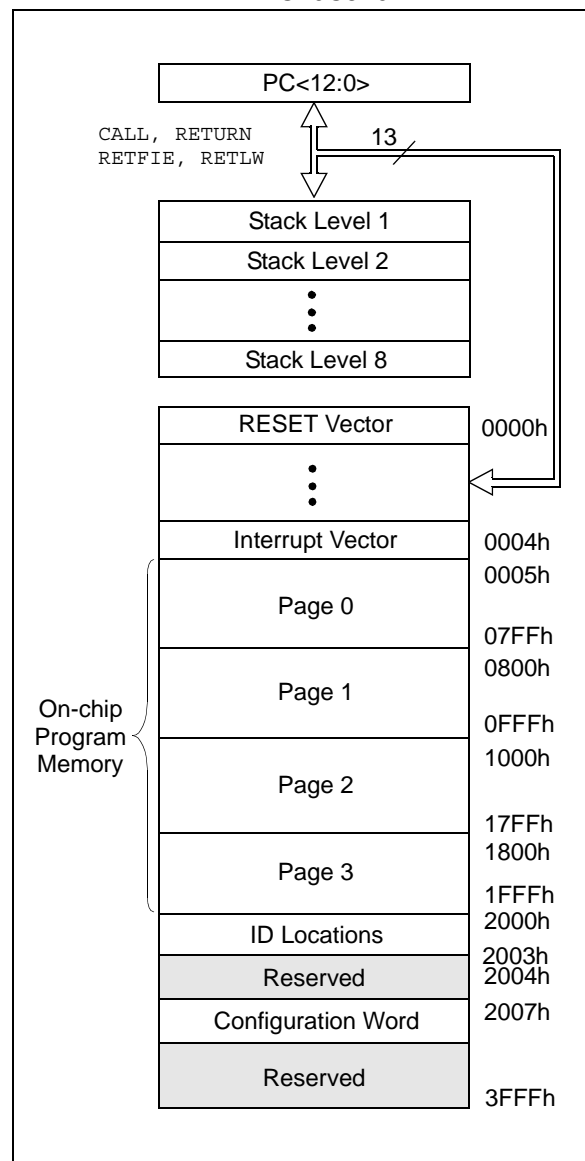 PC<12:0>
CALL, RETURN
RETFIE, RETLW
13
Stack Level 1
Stack Level 2
Stack Level 8
RESET Vector
0000h
Interrupt Vector
0004h
0005h
Page 0
07FFh
0800h
Page 1
0FFFh
On-chip
Program
Memory
1000h
Page 2
17FFh
1800h
Page 3
1FFFh
2000h
ID Locations
2003h
Reserved
2004h
Configuration Word
2007h
Reserved
3FFFh